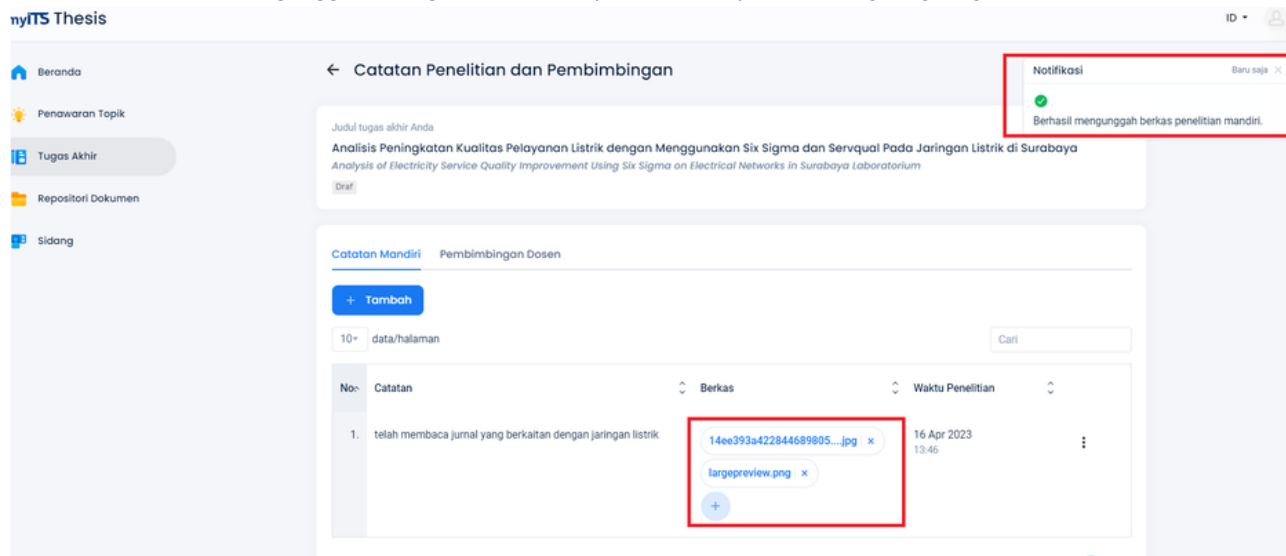 myITS Thesis
ID
Beranda
Penawaran Topik
Tugas Akhir
Repositori Dokumen
Sidang
← Catatan Penelitian dan Pembimbingan
Notifikasi
Baru saja ×
Berhasil mengunggah berkas penelitian mandiri.
Judul tugas akhir Anda
Analisis Peningkatan Kualitas Pelayanan Listrik dengan Menggunakan Six Sigma dan Servqual Pada Jaringan Listrik di Surabaya
Analysis of Electricity Service Quality Improvement Using Six Sigma on Electrical Networks in Surabaya Laboratorium
Draf
Catatan Mandiri Pembimbingan Dosen
+ Tambah
10 data/halaman
Cari
No Catatan Berkas Waktu Penelitian
1. telah membaca jurnal yang berkaitan dengan jaringan listrik
14ee393a422844689805....jpg ×
largepreview.png ×
+
16 Apr 2023
13:46